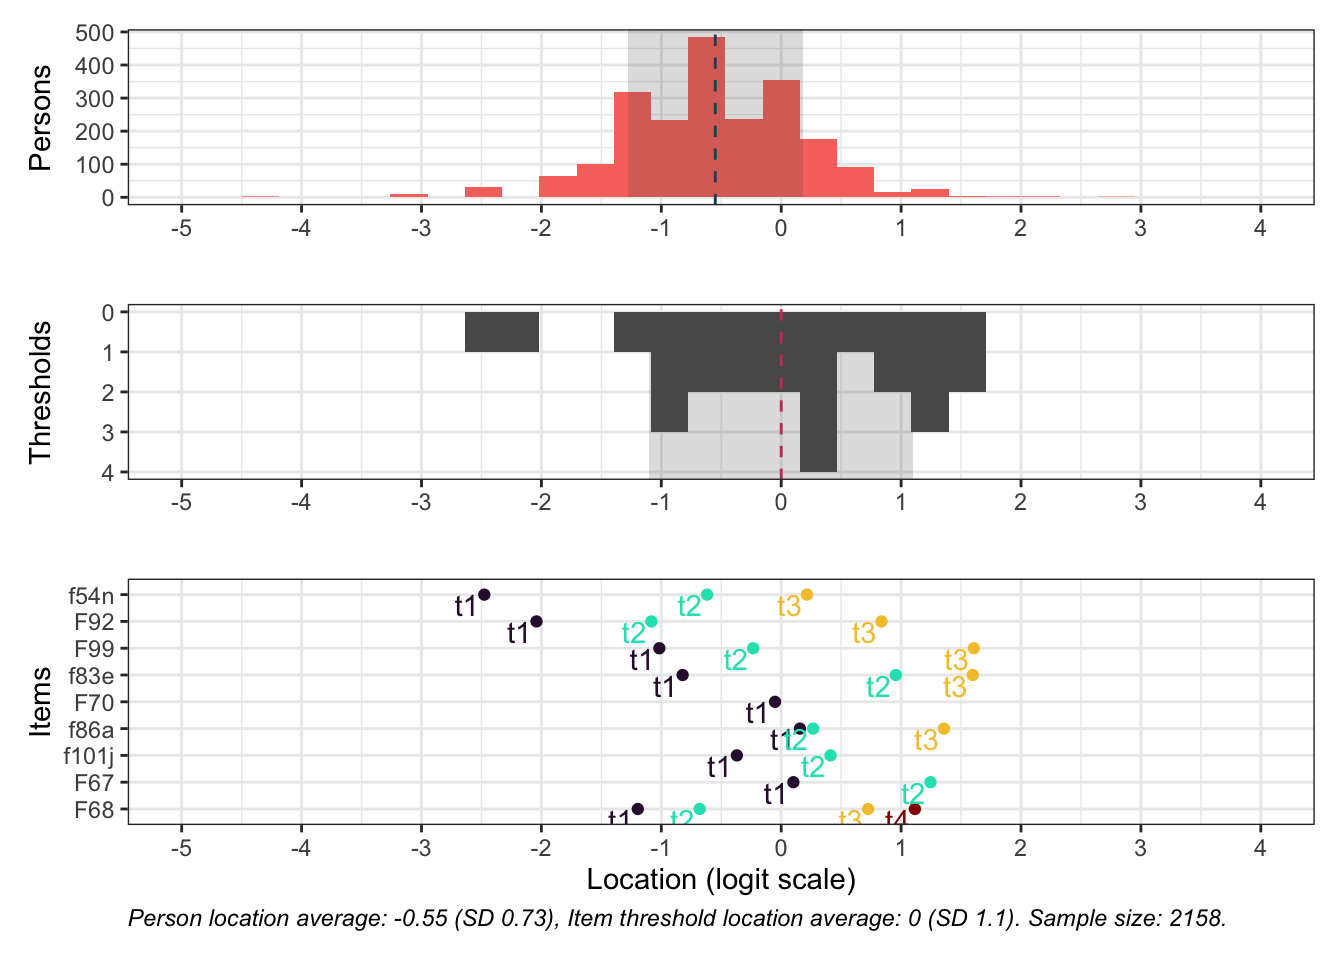 Persons
500
400
300
200
100
0
-5 -4 -3 -2 -1 0 1 2 3 4
Thresholds
0
1
2
3
4
-5 -4 -3 -2 -1 0 1 2 3 4
Items
f54n t1 t2 t3
F92 t1 t2 t3
F99 t1 t2 t3
f83e t1 t2 t3
F70 t1
f86a t1 t2 t3
f101j t1 t2
F67 t1 t2
F68 t1 t2 t3 t4
-5 -4 -3 -2 -1 0 1 2 3 4
Location (logit scale)
Person location average: -0.55 (SD 0.73), Item threshold location average: 0 (SD 1.1). Sample size: 2158.